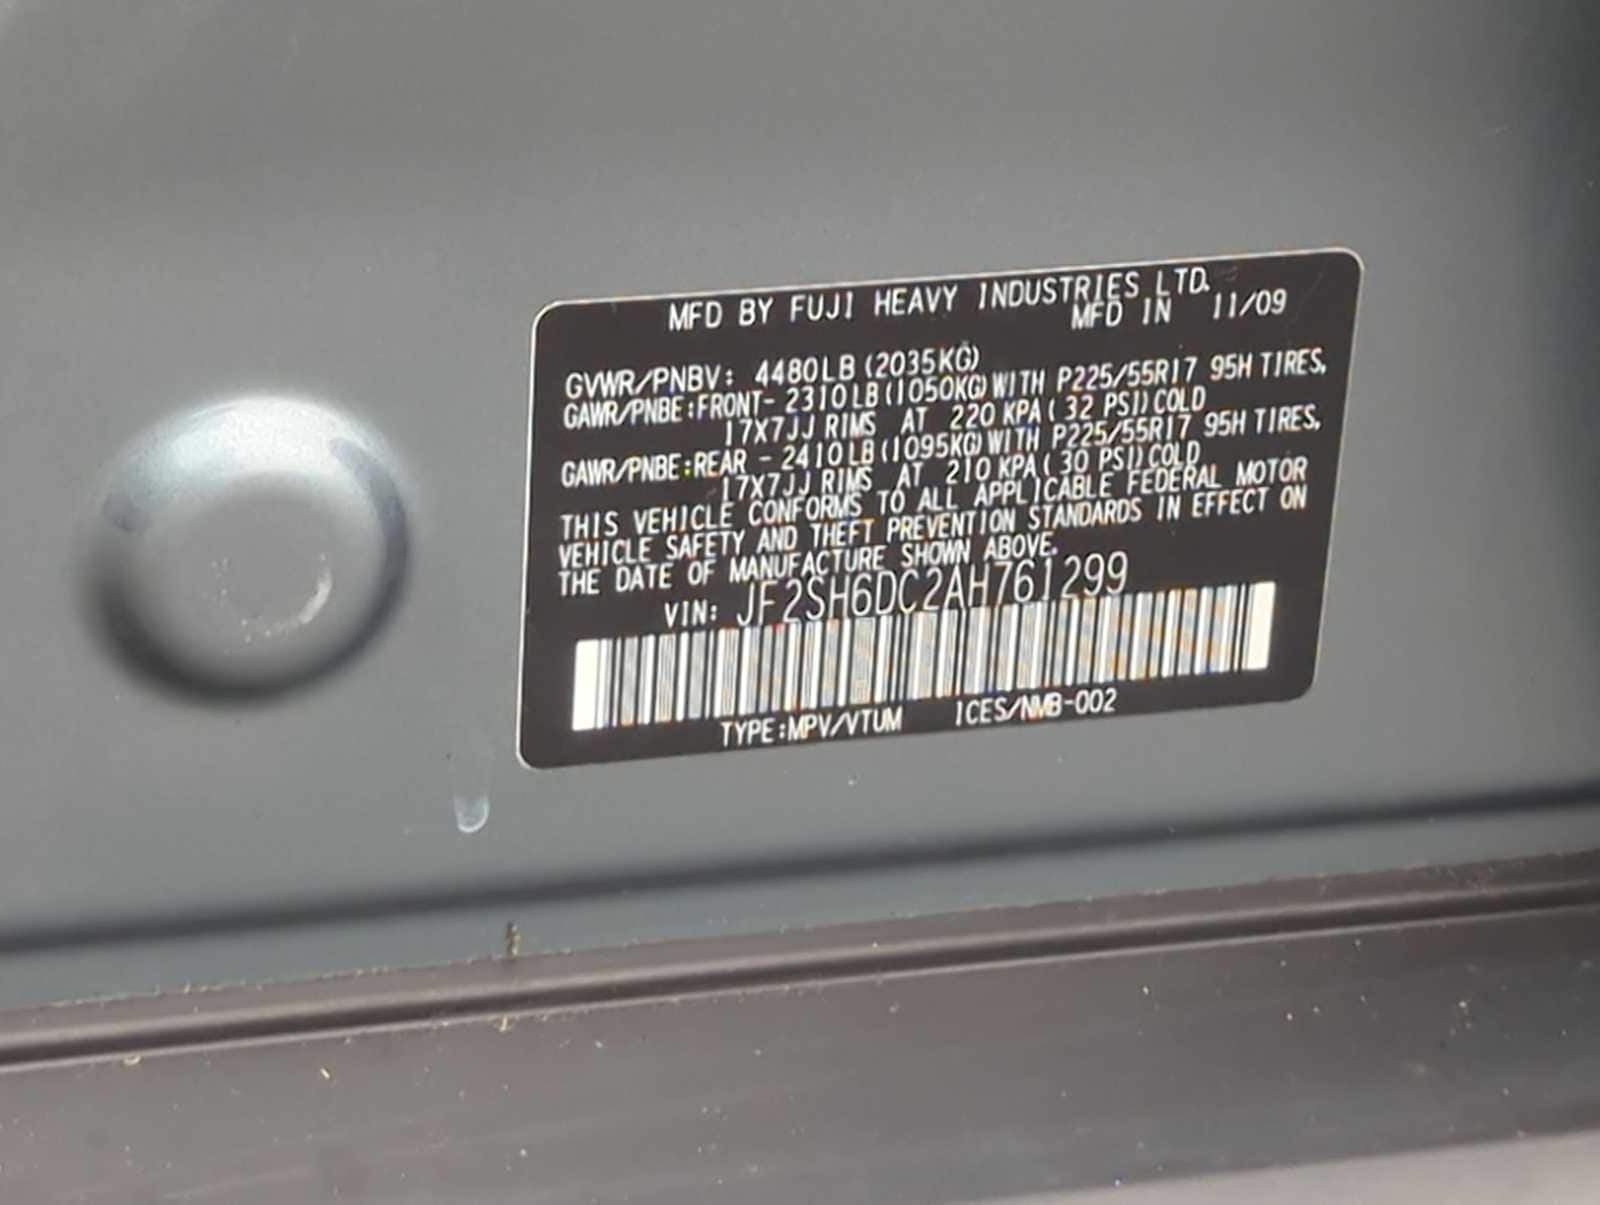 MFD BY FUJI HEAVY INDUSTRIES LTD.
MFD IN 11/09
GVWR/PNBV: 4480LB (2035KG)
GAWR/PNBE:FRONT- 2310LB (1050KG) WITH P225/55R17 95H TIRES,
17X7JJ RIMS AT 220 KPA ( 32 PSI) COLD
GAWR/PNBE:REAR - 2410LB (1095KG) WITH P225/55R17 95H TIRES,
17X7JJ RIMS AT 210 KPA ( 30 PSI) COLD
THIS VEHICLE CONFORMS TO ALL APPLICABLE FEDERAL MOTOR
VEHICLE SAFETY AND THEFT PREVENTION STANDARDS IN EFFECT ON
THE DATE OF MANUFACTURE SHOWN ABOVE.
VIN: JF2SH6DC2AH761299
TYPE:MPV/VTUM ICES/NMB-002